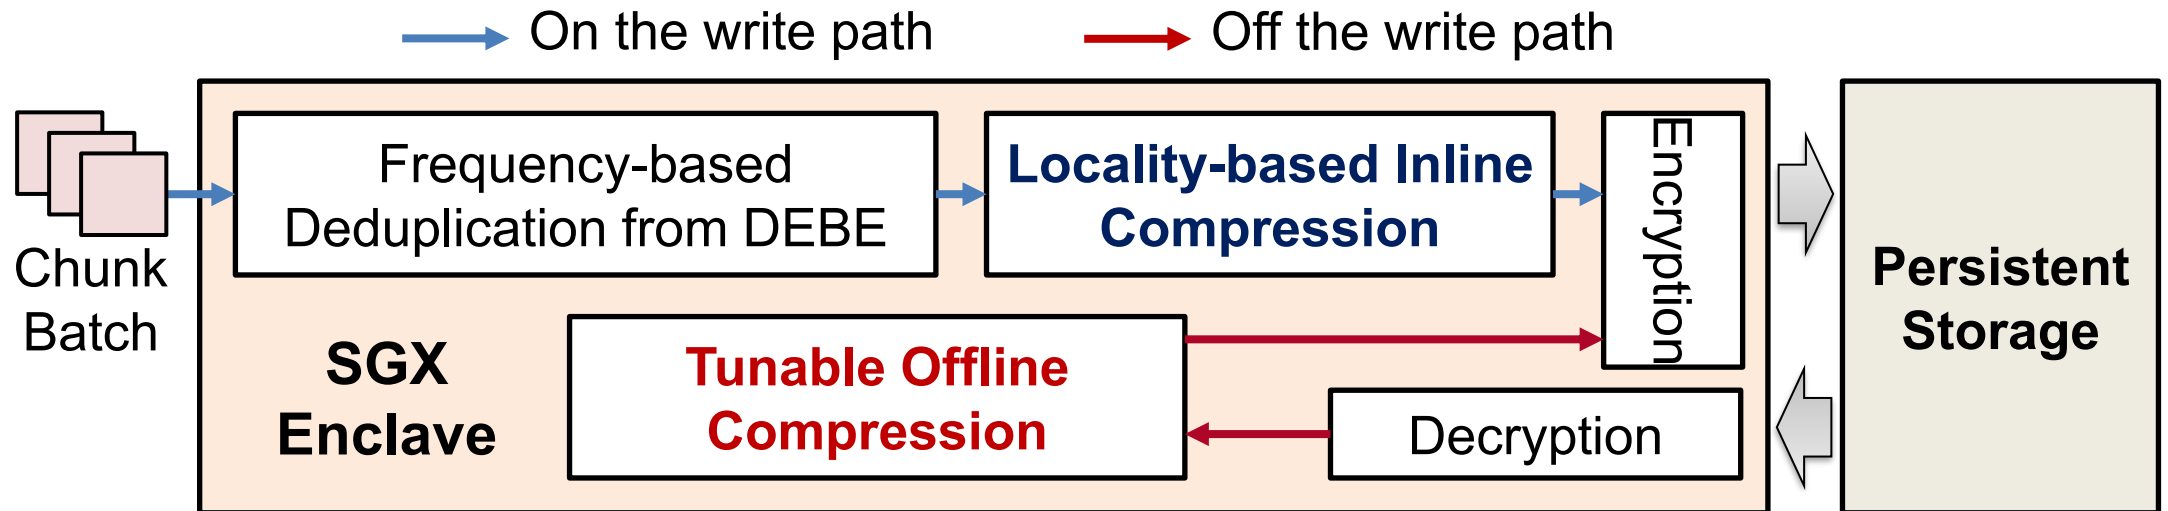 On the write path
Off the write path
Chunk
Batch
Frequency-based
Deduplication from DEBE
Locality-based Inline
Compression
Encryption
SGX
Enclave
Tunable Offline
Compression
Decryption
Persistent
Storage